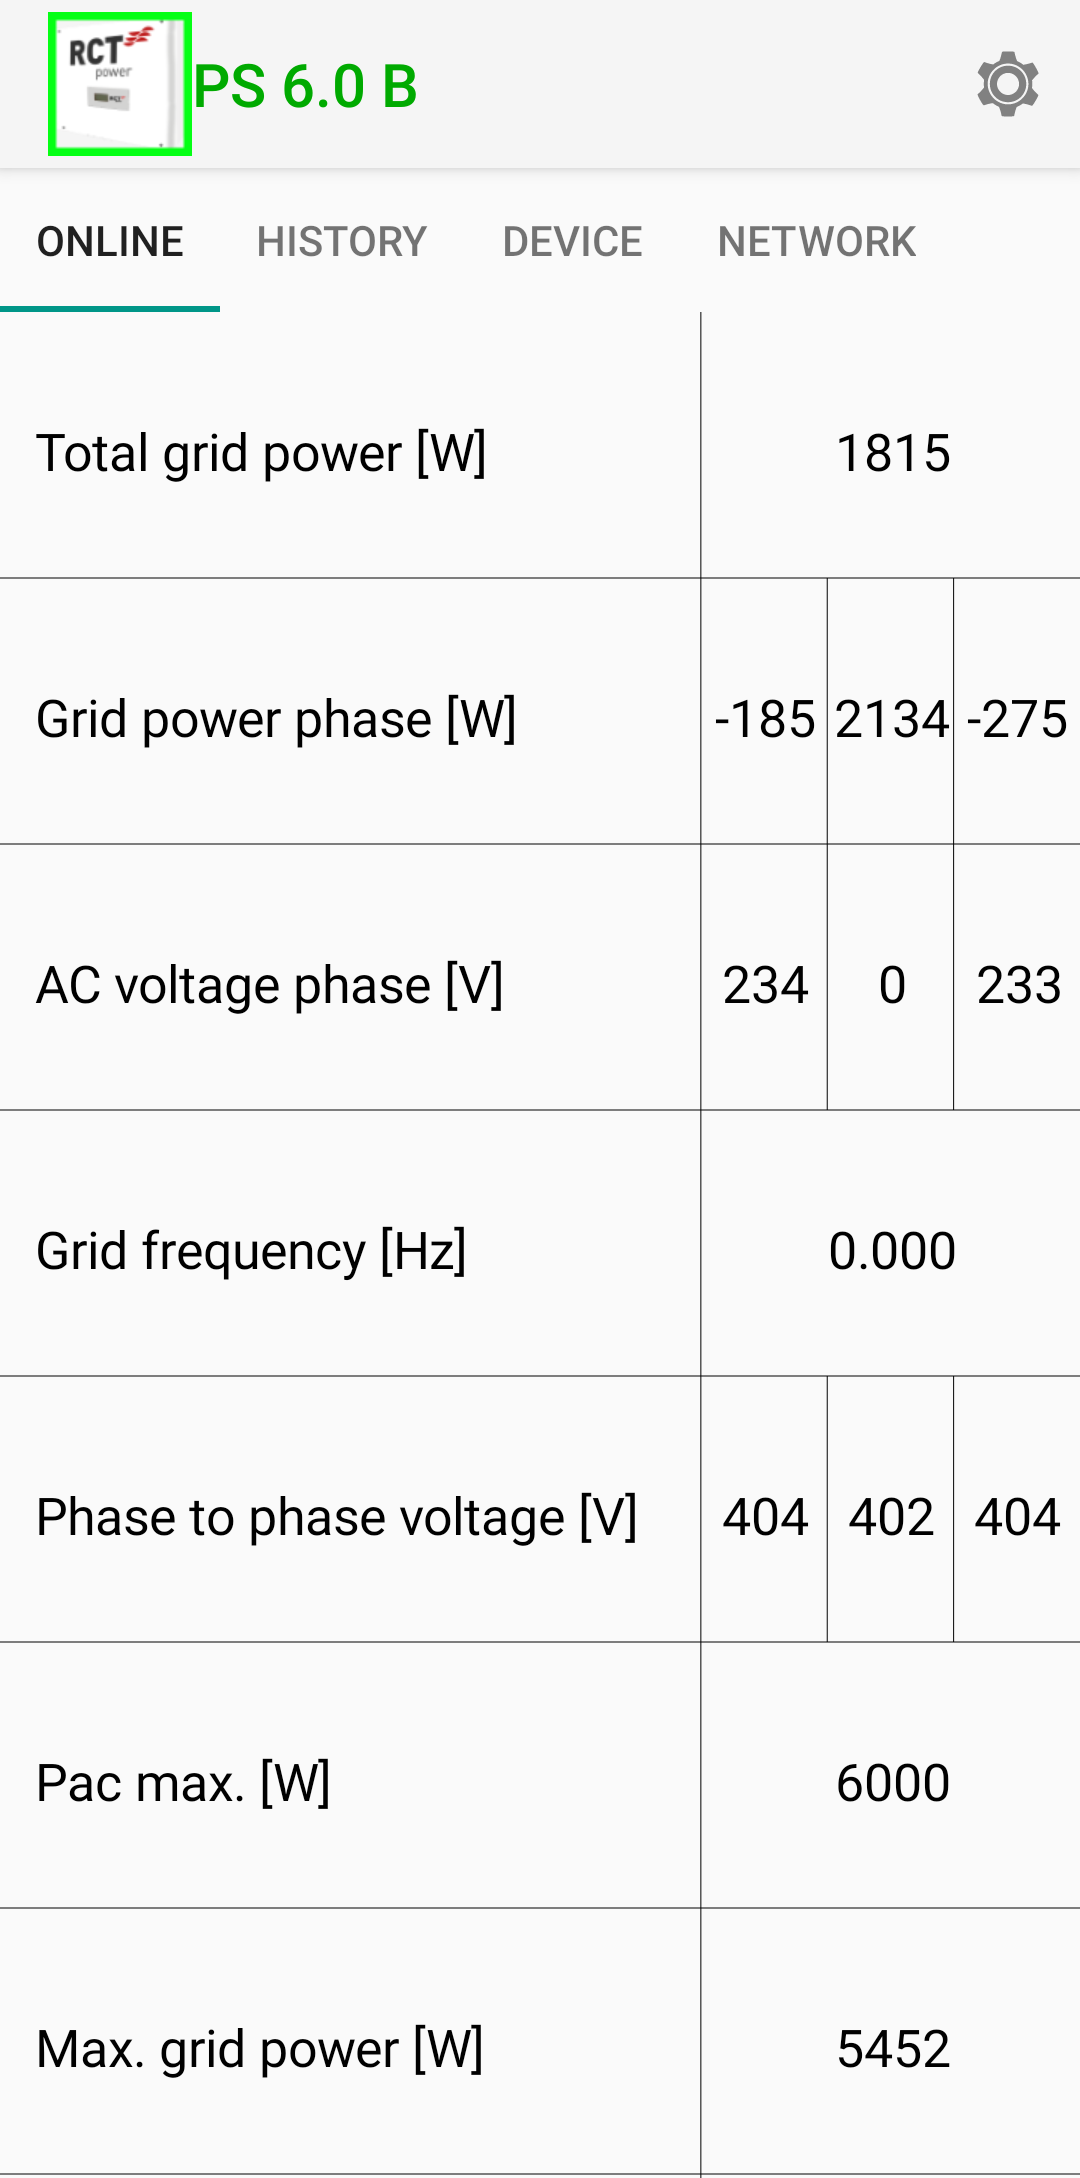 RCT
power
PS 6.0 B
ONLINE HISTORY DEVICE NETWORK
Total grid power [W] 1815
Grid power phase [W] -185 2134 -275
AC voltage phase [V] 234 0 233
Grid frequency [Hz] 0.000
Phase to phase voltage [V] 404 402 404
Pac max. [W] 6000
Max. grid power [W] 5452